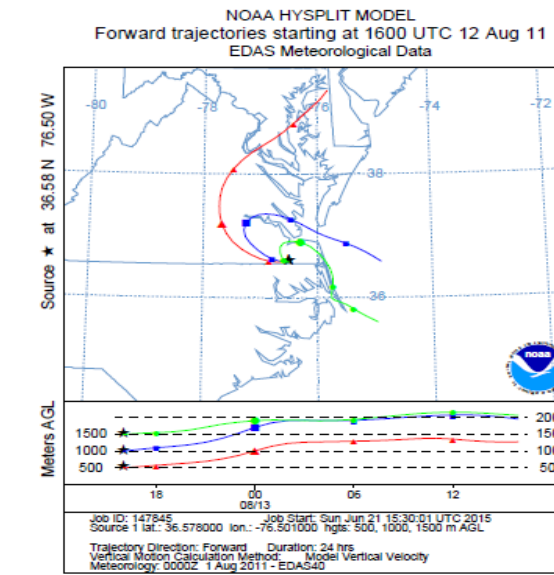 NOAA HYSPLIT MODEL
Forward trajectories starting at 1600 UTC 12 Aug 11
EDAS Meteorological Data
Source ★ at 36.58 N 76.50 W
-80 -78 -76 -74 -72
38
36
noaa
Meters AGL
1500
1000
500
200
150
50
18 00 06 12
08/13
Job ID: 147845 Job Start: Sun Jun 21 15:30:01 UTC 2015
Source 1 lat.: 36.578000 lon.: -76.501000 hgts: 500, 1000, 1500 m AGL
Trajectory Direction: Forward Duration: 24 hrs
Vertical Motion Calculation Method: Model Vertical Velocity
Meteorology: 0000Z 1 Aug 2011 - EDAS40